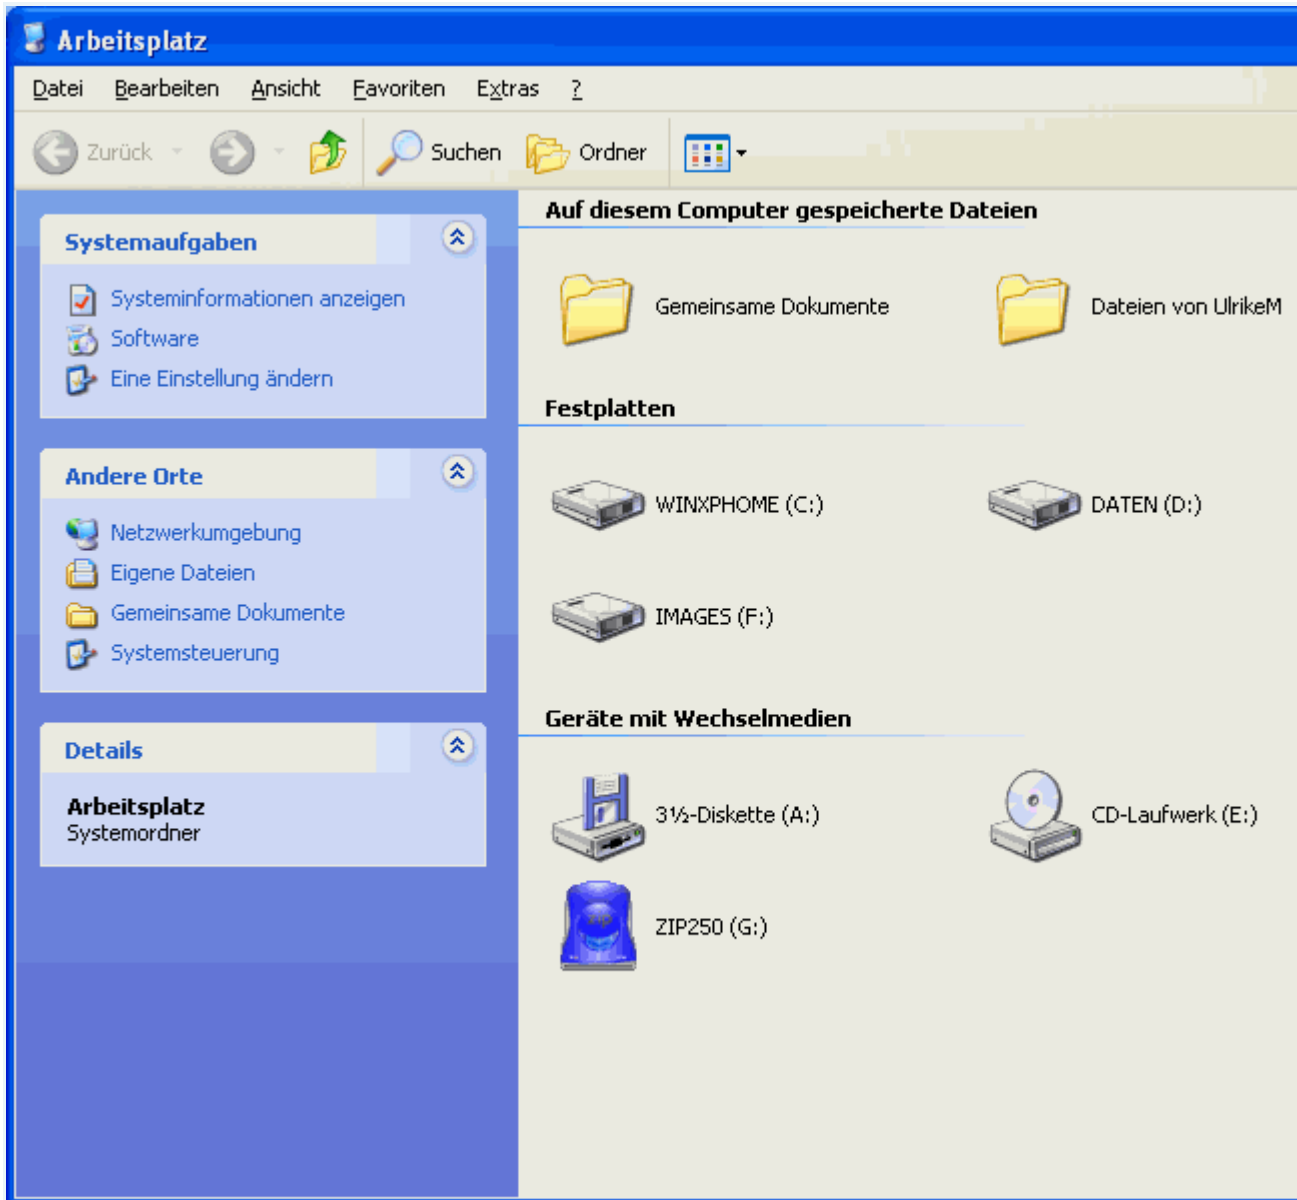 Arbeitsplatz
Datei Bearbeiten Ansicht Favoriten Extras ?
Zurück Suchen Ordner
Systemaufgaben
Systeminformationen anzeigen
Software
Eine Einstellung ändern
Andere Orte
Netzwerkumgebung
Eigene Dateien
Gemeinsame Dokumente
Systemsteuerung
Details
Arbeitsplatz
Systemordner
Auf diesem Computer gespeicherte Dateien
Gemeinsame Dokumente Dateien von UlrikeM
Festplatten
WINXPHOME (C:) DATEN (D:)
IMAGES (F:)
Geräte mit Wechselmedien
3½-Diskette (A:) CD-Laufwerk (E:)
zip
ZIP250 (G:)